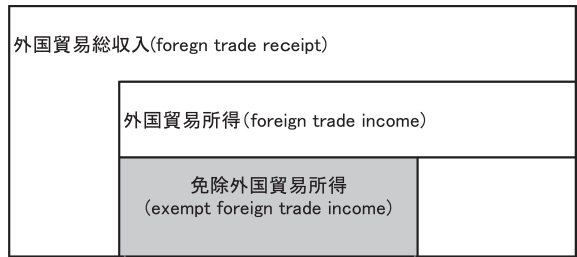 外国貿易総収入(foregn trade receipt)
外国貿易所得(foreign trade income)
免除外国貿易所得
(exempt foreign trade income)